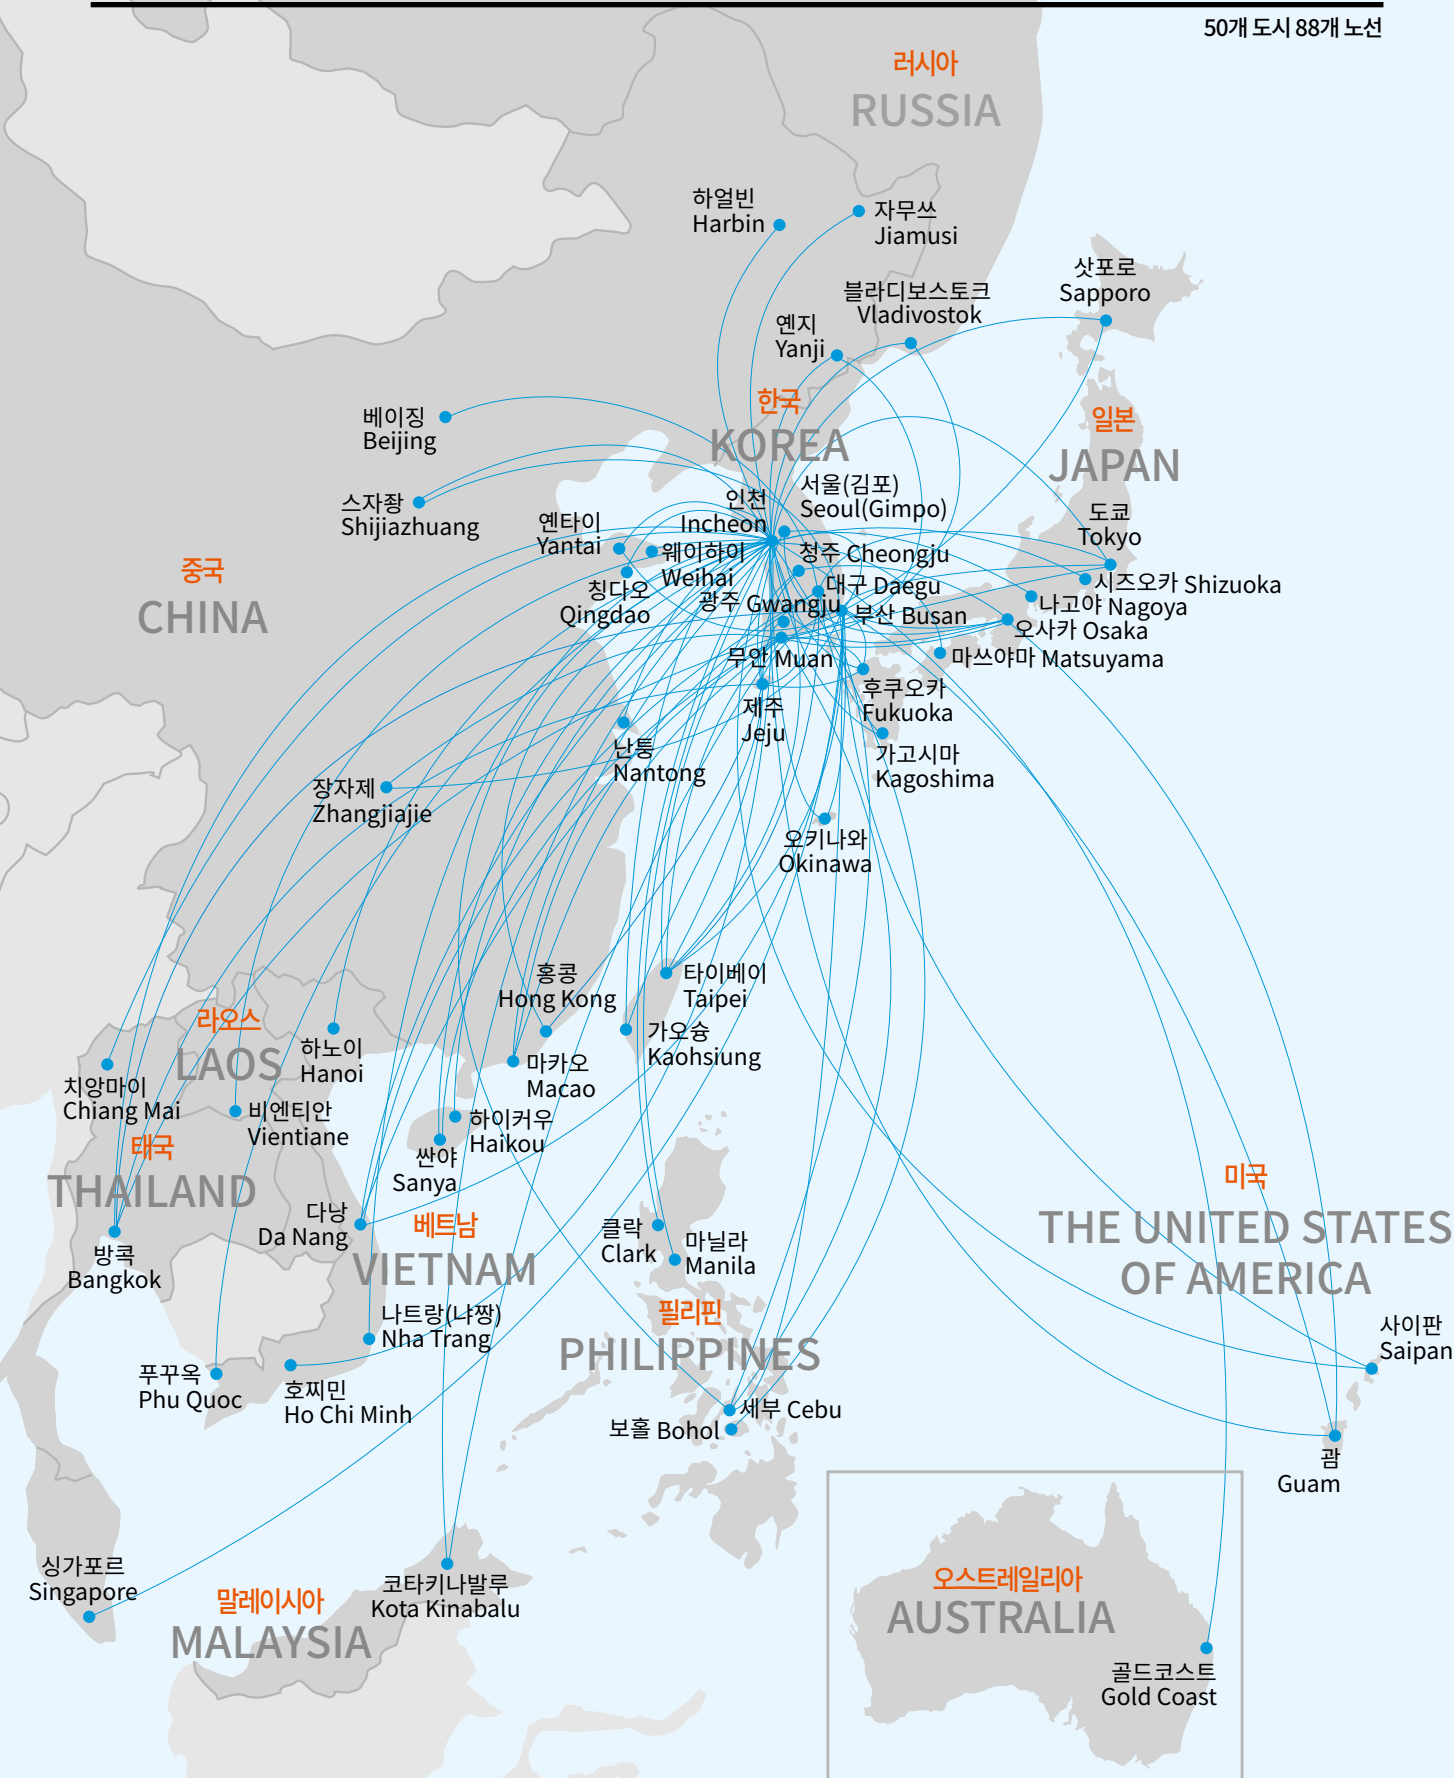 50개 도시 88개 노선
러시아
RUSSIA
하얼빈
Harbin
자무쓰
Jiamusi
삿포로
Sapporo
블라디보스토크
Vladivostok
옌지
Yanji
한국
KOREA
일본
JAPAN
베이징
Beijing
스자좡
Shijiazhuang
인천
Incheon
서울(김포)
Seoul(Gimpo)
옌타이
Yantai
웨이하이
Weihai
칭다오
Qingdao
청주 Cheongju
대구 Daegu
광주 Gwangju
부산 Busan
무안 Muan
제주
Jeju
도쿄
Tokyo
시즈오카 Shizuoka
나고야 Nagoya
오사카 Osaka
마쓰야마 Matsuyama
후쿠오카
Fukuoka
가고시마
Kagoshima
중국
CHINA
난퉁
Nantong
장자제
Zhangjiajie
오키나와
Okinawa
홍콩
Hong Kong
타이베이
Taipei
가오슝
Kaohsiung
마카오
Macao
라오스
LAOS
하노이
Hanoi
치앙마이
Chiang Mai
비엔티안
Vientiane
하이커우
Haikou
싼야
Sanya
태국
THAILAND
다낭
Da Nang
베트남
VIETNAM
방콕
Bangkok
클락
Clark
마닐라
Manila
미국
THE UNITED STATES
OF AMERICA
나트랑(냐짱)
Nha Trang
필리핀
PHILIPPINES
사이판
Saipan
푸꾸옥
Phu Quoc
호찌민
Ho Chi Minh
세부 Cebu
보홀 Bohol
괌
Guam
싱가포르
Singapore
말레이시아
MALAYSIA
코타키나발루
Kota Kinabalu
오스트레일리아
AUSTRALIA
골드코스트
Gold Coast